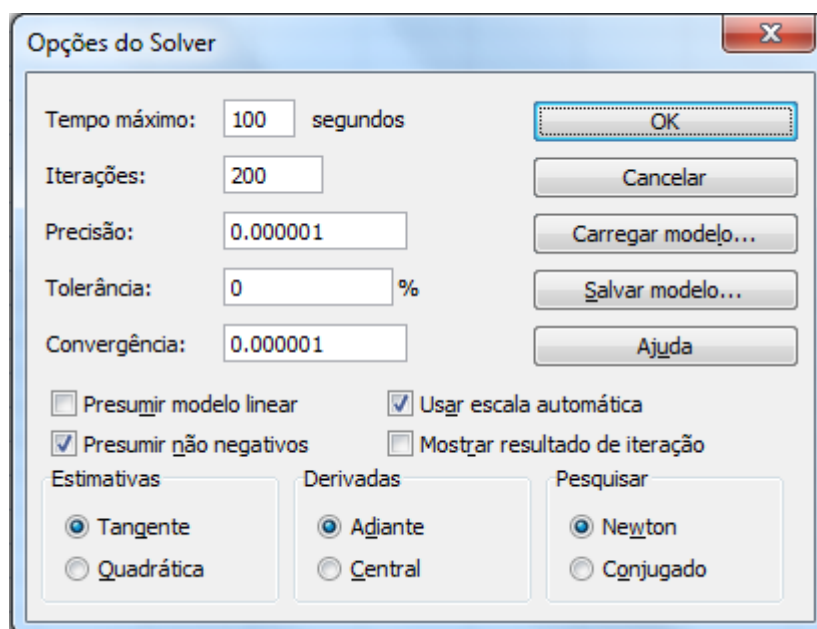 Opções do Solver
Tempo máximo: 100 segundos OK
Iterações: 200 Cancelar
Precisão: 0.000001 Carregar modelo...
Tolerância: 0 % Salvar modelo...
Convergência: 0.000001 Ajuda
Presumir modelo linear Usar escala automática
Presumir não negativos Mostrar resultado de iteração
Estimativas Derivadas Pesquisar
Tangente Adiante Newton
Quadrática Central Conjugado